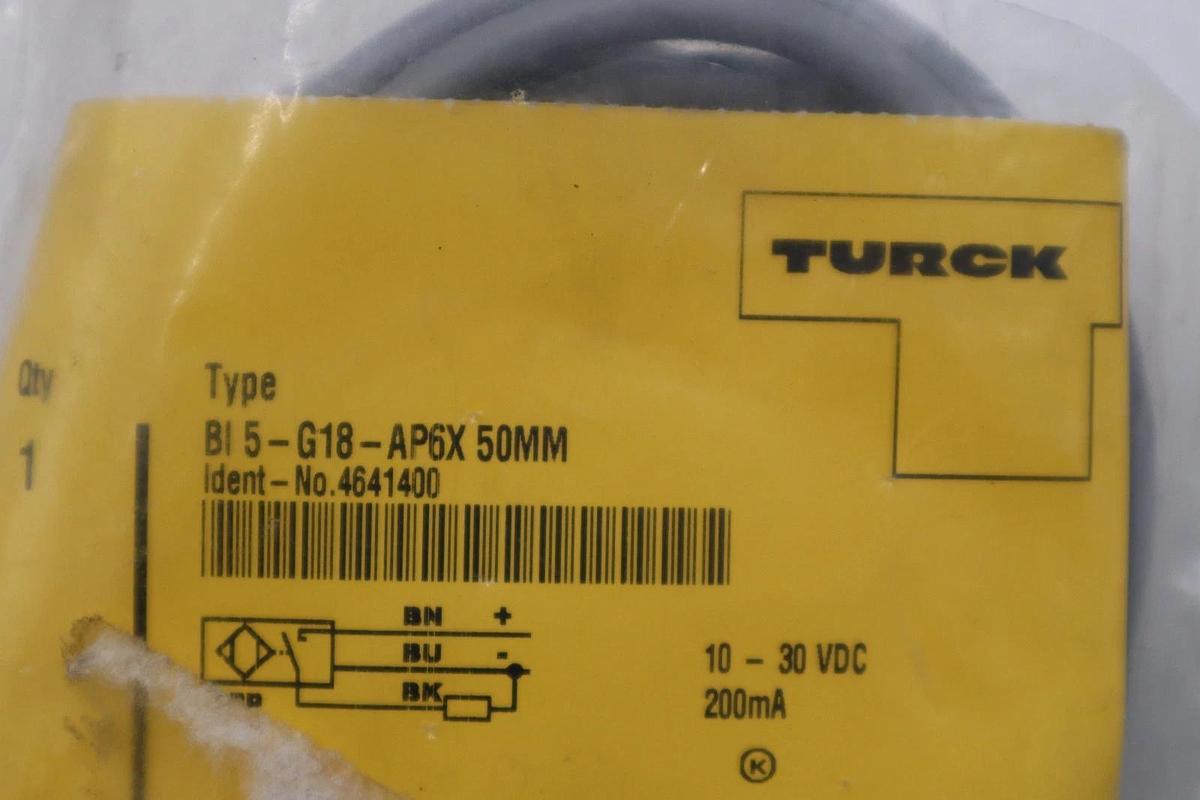 TURCK
Qty
Type
1
BI 5-G18-AP6X 50MM
Ident-No.4641400
BN +
BU -
BK
10 - 30 VDC
200mA
K